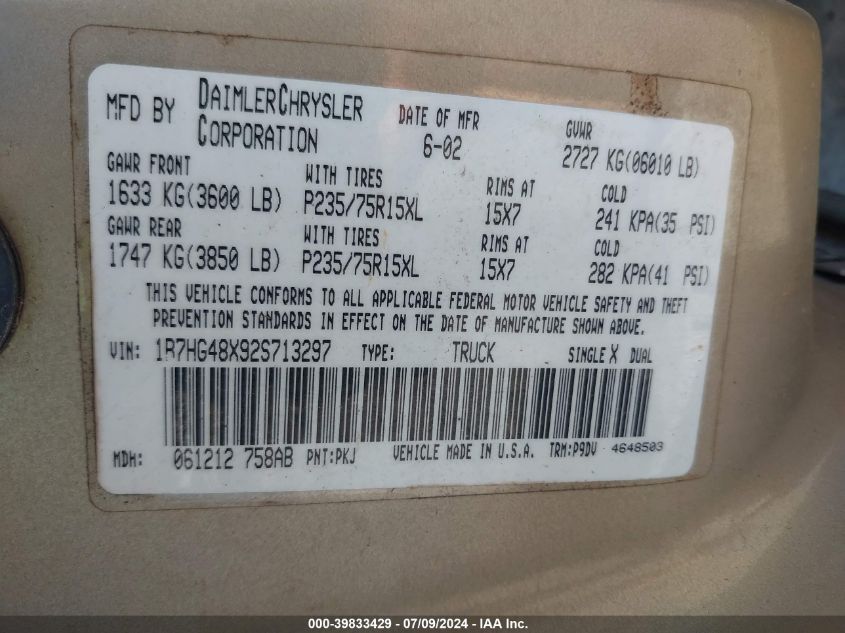 MFD BY DAIMLERCHRYSLER CORPORATION DATE OF MFR 6-02 GVWR 2727 KG(06010 LB)
GAWR FRONT WITH TIRES RIMS AT COLD
1633 KG(3600 LB) P235/75R15XL 15X7 241 KPA(35 PSI)
GAWR REAR WITH TIRES RIMS AT COLD
1747 KG(3850 LB) P235/75R15XL 15X7 282 KPA(41 PSI)
THIS VEHICLE CONFORMS TO ALL APPLICABLE FEDERAL MOTOR VEHICLE SAFETY AND THEFT
PREVENTION STANDARDS IN EFFECT ON THE DATE OF MANUFACTURE SHOWN ABOVE.
VIN: 1R7HG48X92S713297 TYPE: TRUCK SINGLE X DUAL
MDH: 061212 758AB PNT:PKJ VEHICLE MADE IN U.S.A. TRM:P9DV 4648503
000-39833429 - 07/09/2024 - IAA, Inc.